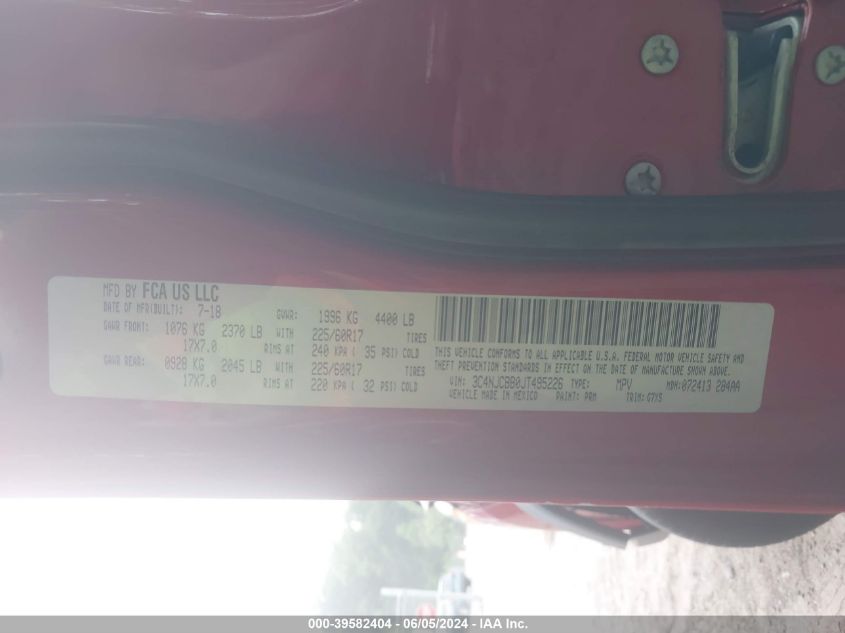 MFD BY FCA US LLC
DATE OF MFR(BUILT): 7-18 GVWR: 1996 KG 4400 LB
GAWR FRONT: 1076 KG 2370 LB WITH 225/60R17 TIRES
17X7.0 RIMS AT 240 KPA ( 35 PSI) COLD
GAWR REAR: 0928 KG 2045 LB WITH 225/60R17 TIRES
17X7.0 RIMS AT 220 KPA ( 32 PSI) COLD
THIS VEHICLE CONFORMS TO ALL APPLICABLE U.S.A. FEDERAL MOTOR VEHICLE SAFETY AND
THEFT PREVENTION STANDARDS IN EFFECT ON THE DATE OF MANUFACTURE SHOWN ABOVE.
VIN: 3C4NJCBB0JT495226 TYPE: MPV MDH:072413 284AA
VEHICLE MADE IN MEXICO PAINT: PRM TRIM: G7X5
000-39582404 - 06/05/2024 - IAA Inc.